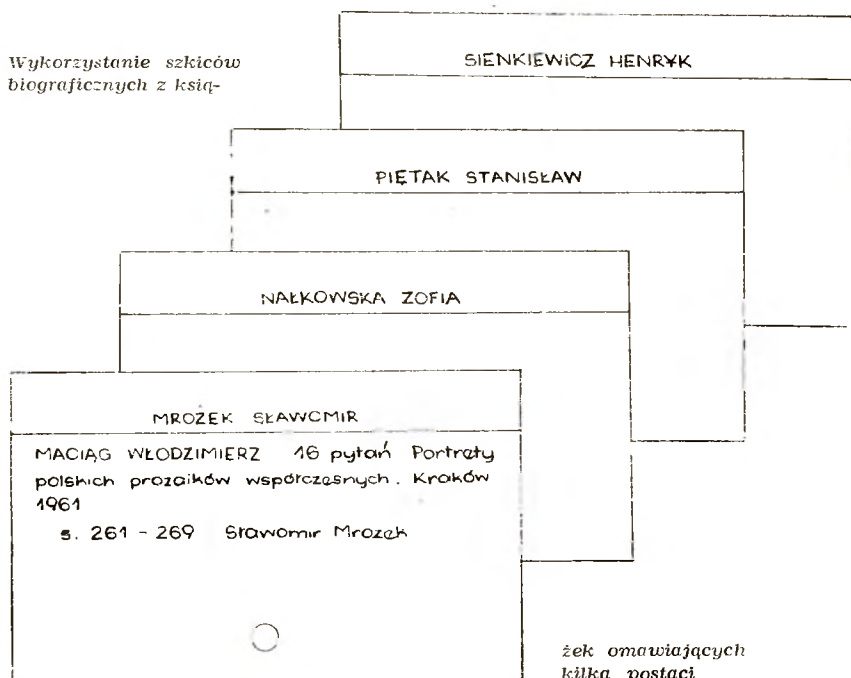 Wykorzystanie szkiców
biograficznych z ksią-
SIENKIEWICZ HENRYK
PIĘTAK STANISŁAW
NAŁKOWSKA ZOFIA
MROŻEK SŁAWOMIR
MACIĄG WŁODZIMIERZ 16 pytań Portrety
polskich prozaików współczesnych. Kraków
1961
s. 261 - 269 Sławomir Mrożek
żek omawiających
kilka postaci